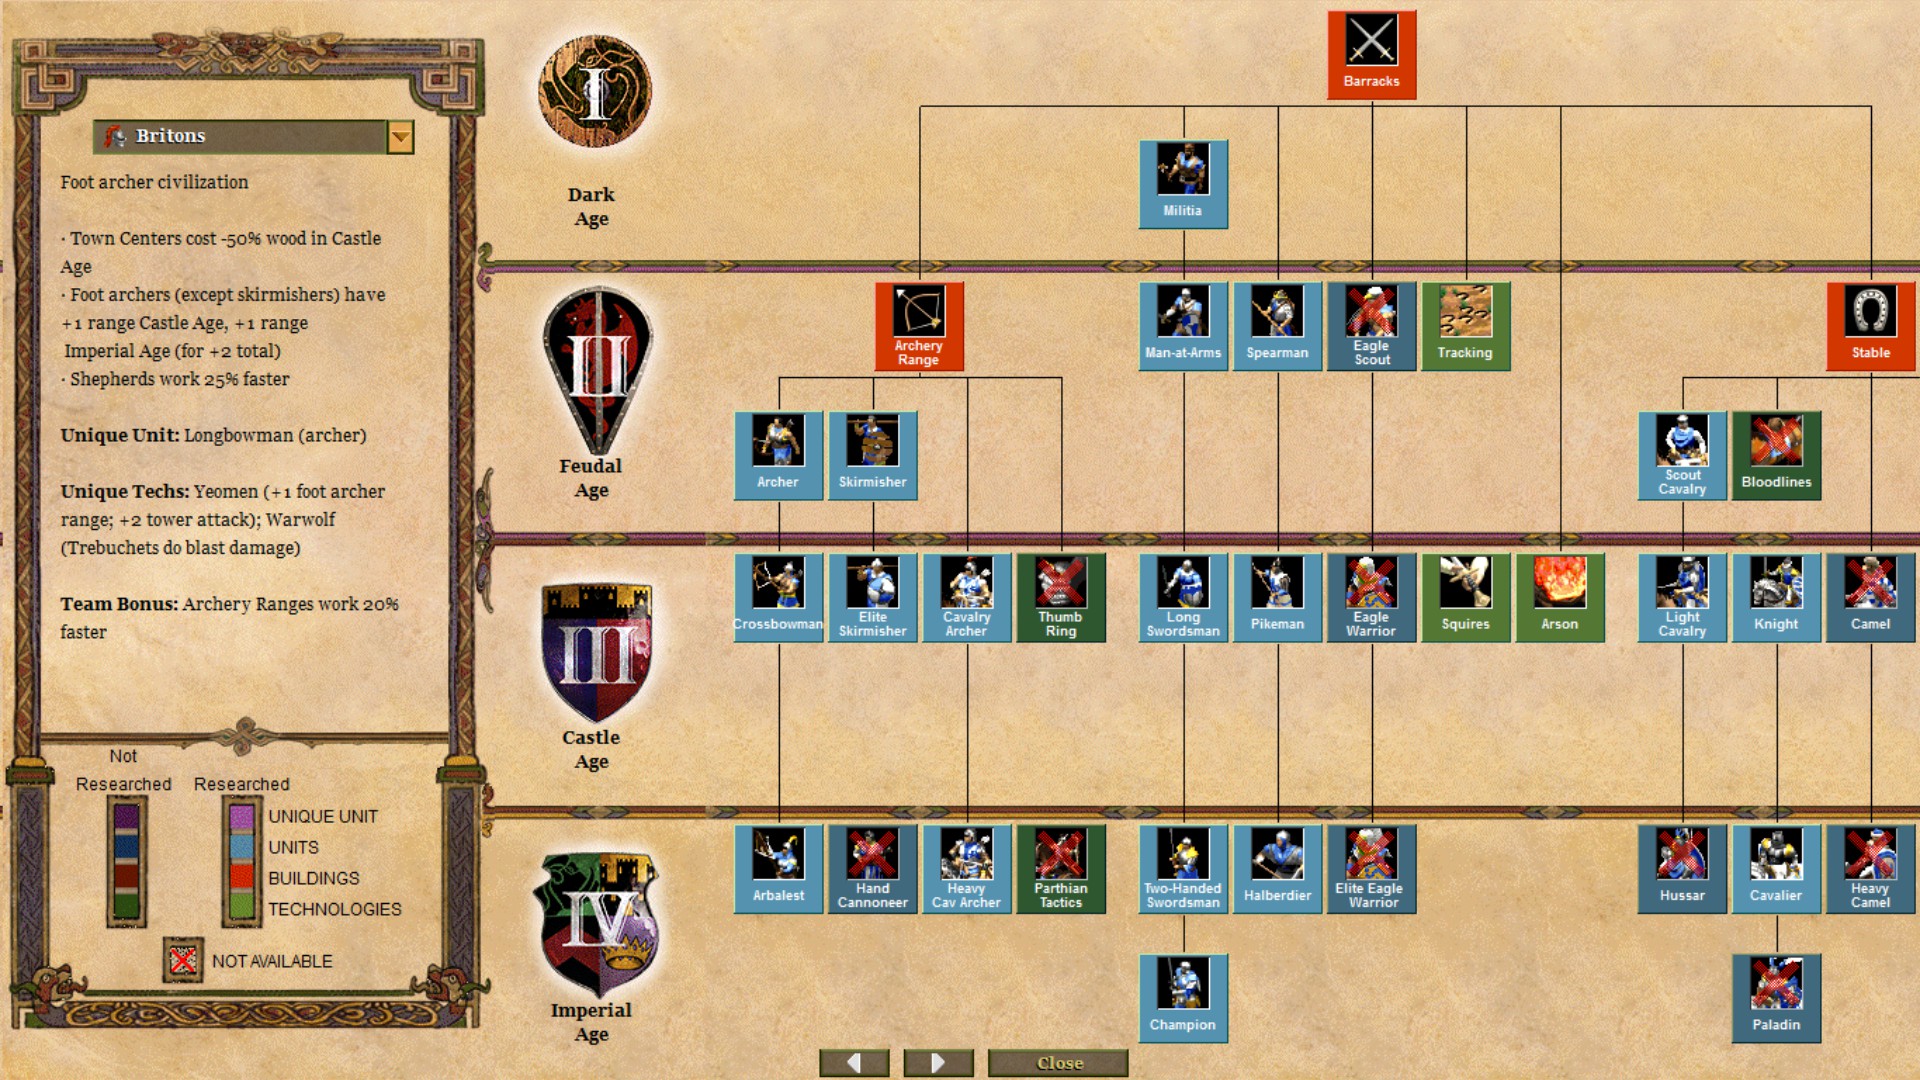 Britons
Foot archer civilization
· Town Centers cost -50% wood in Castle
Age
· Foot archers (except skirmishers) have
+1 range Castle Age, +1 range
Imperial Age (for +2 total)
· Shepherds work 25% faster
Unique Unit: Longbowman (archer)
Unique Techs: Yeomen (+1 foot archer
range; +2 tower attack); Warwolf
(Trebuchets do blast damage)
Team Bonus: Archery Ranges work 20%
faster
Not
Researched
Researched
UNIQUE UNIT
UNITS
BUILDINGS
TECHNOLOGIES
NOT AVAILABLE
I
Dark
Age
Barracks
Militia
II
Feudal
Age
Archery
Range
Man-at-Arms
Spearman
Eagle
Scout
Tracking
Stable
Archer
Skirmisher
Scout
Cavalry
Bloodlines
III
Castle
Age
Crossbowman
Elite
Skirmisher
Cavalry
Archer
Thumb
Ring
Long
Swordsman
Pikeman
Eagle
Warrior
Squires
Arson
Light
Cavalry
Knight
Camel
IV
Imperial
Age
Arbalest
Hand
Cannoneer
Heavy
Cav Archer
Parthian
Tactics
Two-Handed
Swordsman
Halberdier
Elite Eagle
Warrior
Hussar
Cavalier
Heavy
Camel
Champion
Paladin
Close